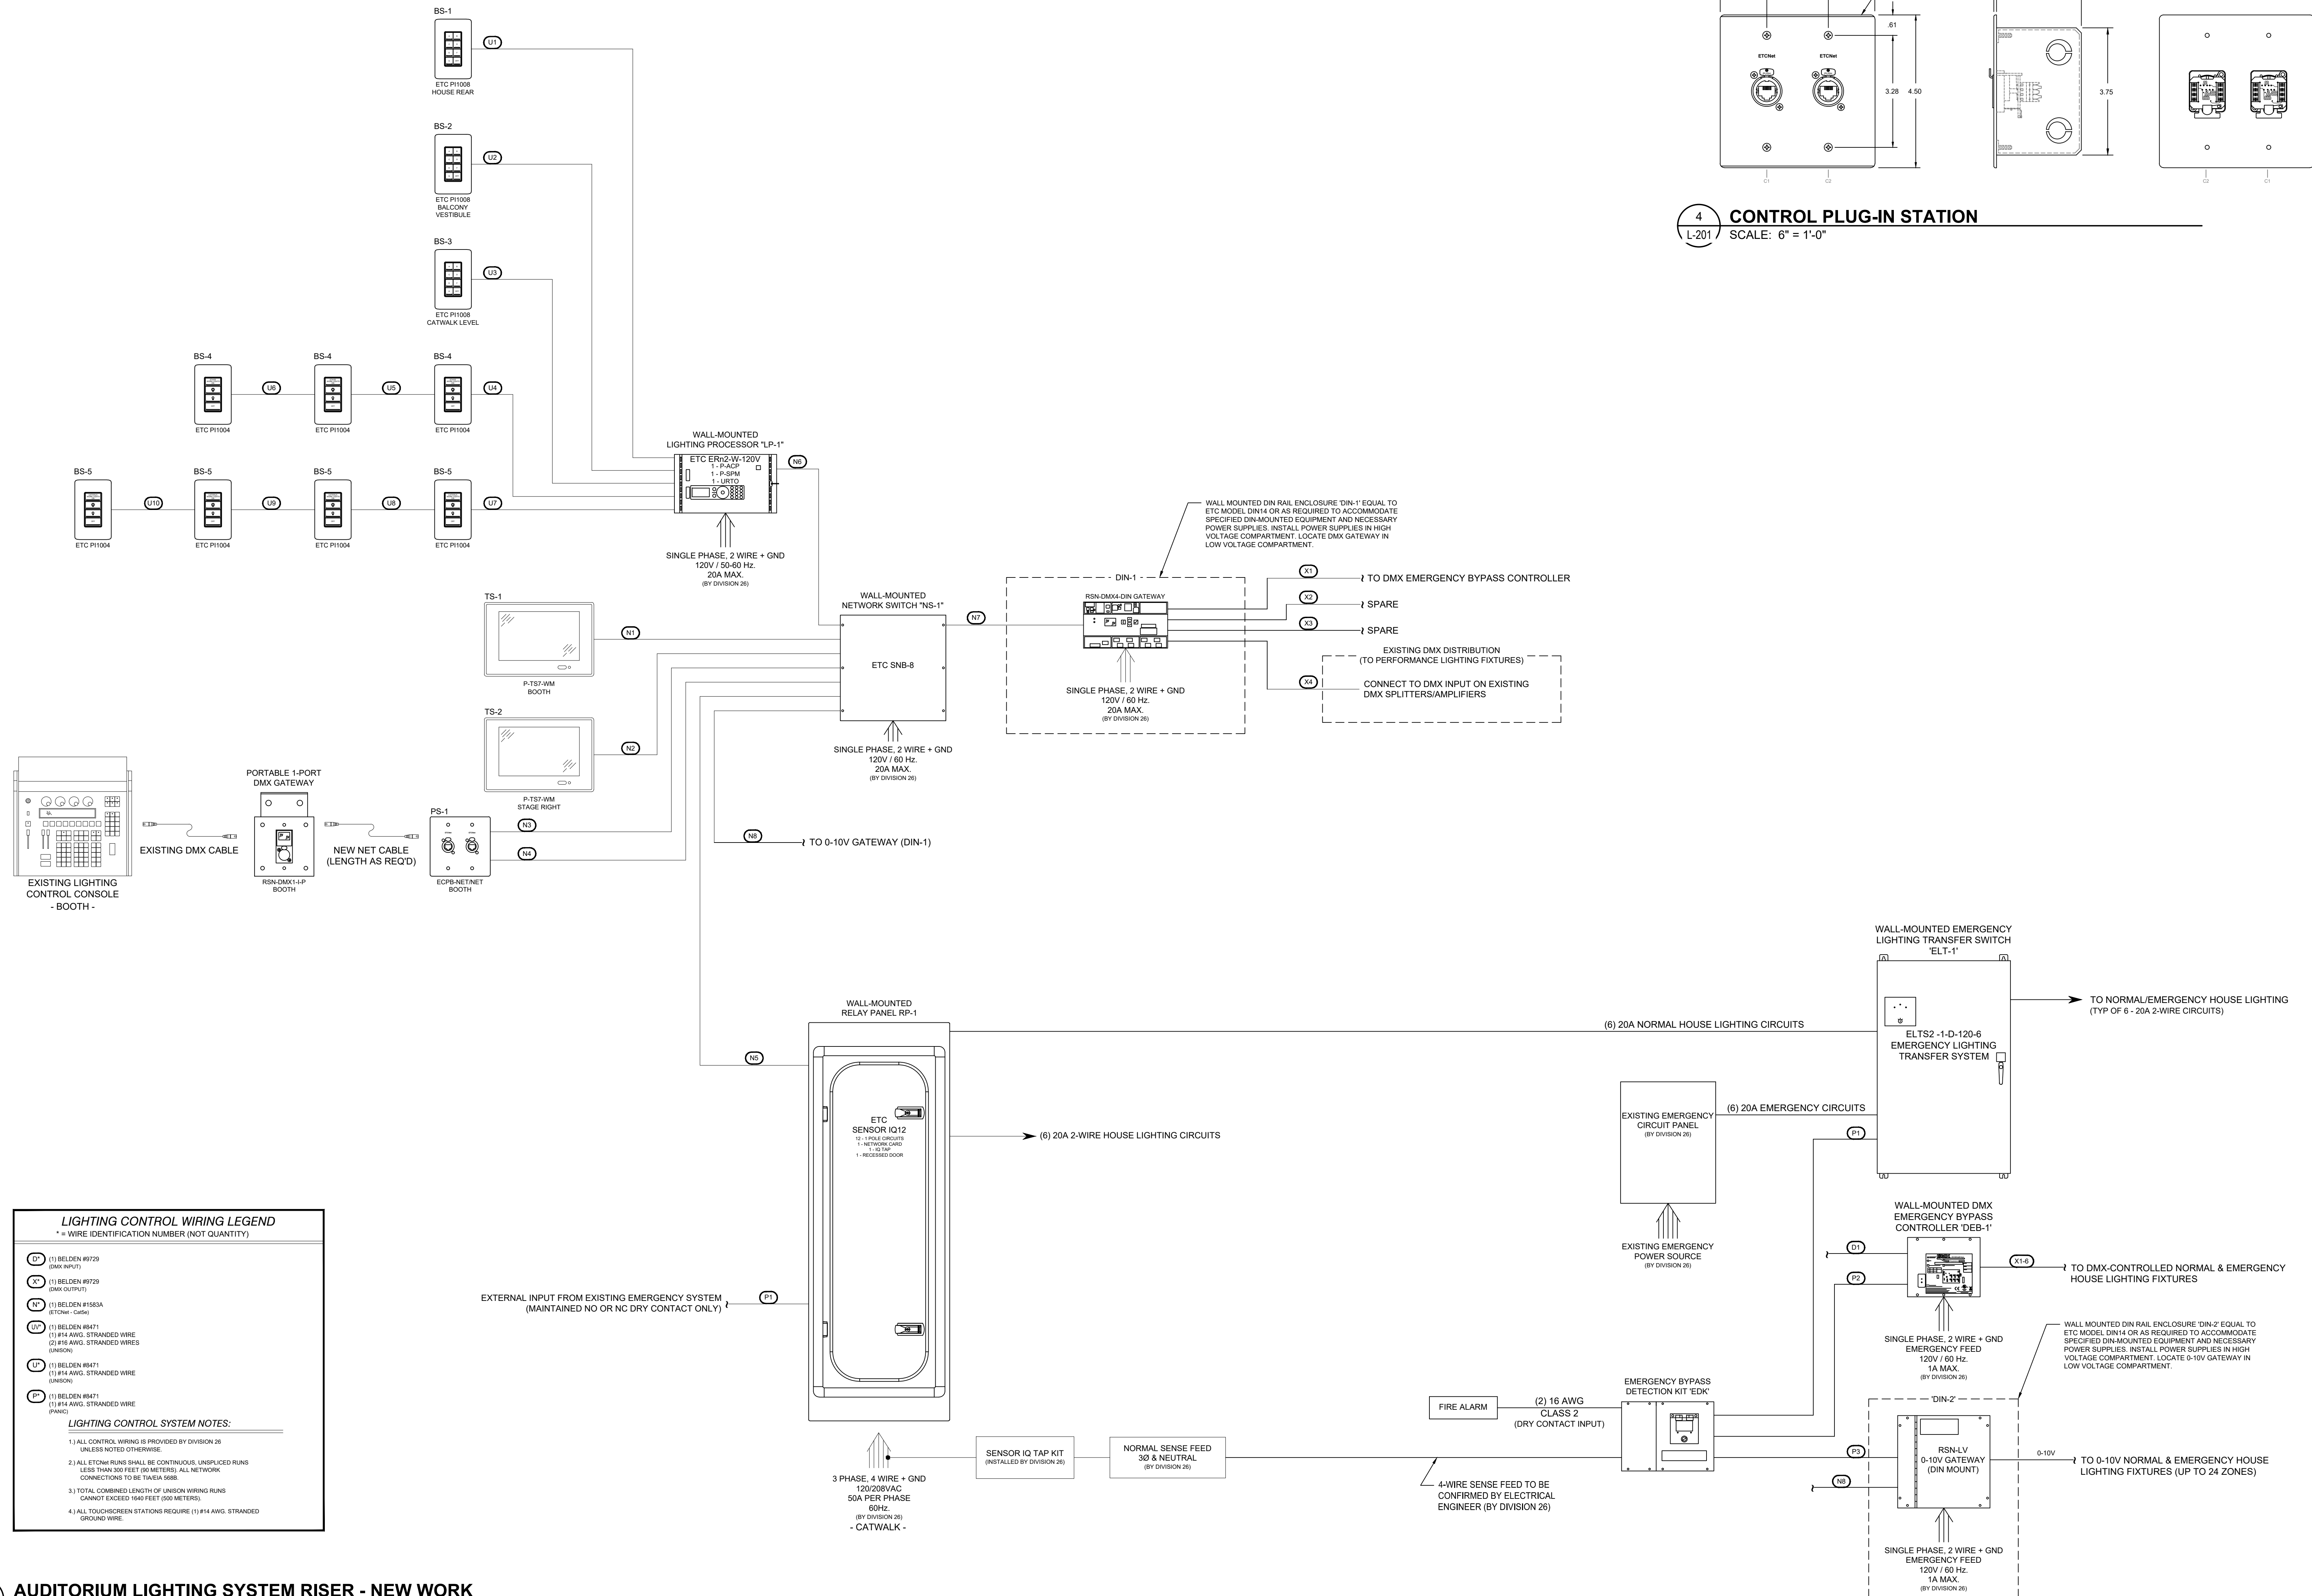 BS-1
U1
ETC PI1008
HOUSE REAR
BS-2
U2
ETC PI1008
BALCONY
VESTIBULE
BS-3
U3
ETC PI1008
CATWALK LEVEL
BS-4
BS-4
BS-4
U6
U5
U4
ETC PI1004
ETC PI1004
ETC PI1004
BS-5
BS-5
BS-5
BS-5
U10
U9
U8
U7
ETC PI1004
ETC PI1004
ETC PI1004
ETC PI1004
WALL-MOUNTED
LIGHTING PROCESSOR "LP-1"
ETC ERn2-W-120V
1 - P-ACP
1 - P-SPM
1 - URTO
N6
SINGLE PHASE, 2 WIRE + GND
120V / 50-60 Hz.
20A MAX.
(BY DIVISION 26)
.61
ETCNet
ETCNet
3.28
4.50
3.75
C1
C2
C2
C1
4
L-201
CONTROL PLUG-IN STATION
SCALE: 6" = 1'-0"
TS-1
N1
P-TS7-WM
BOOTH
TS-2
N2
P-TS7-WM
STAGE RIGHT
WALL-MOUNTED
NETWORK SWITCH "NS-1"
N7
ETC SNB-8
SINGLE PHASE, 2 WIRE + GND
120V / 60 Hz.
20A MAX.
(BY DIVISION 26)
WALL MOUNTED DIN RAIL ENCLOSURE 'DIN-1' EQUAL TO
ETC MODEL DIN14 OR AS REQUIRED TO ACCOMMODATE
SPECIFIED DIN-MOUNTED EQUIPMENT AND NECESSARY
POWER SUPPLIES. INSTALL POWER SUPPLIES IN HIGH
VOLTAGE COMPARTMENT. LOCATE DMX GATEWAY IN
LOW VOLTAGE COMPARTMENT.
DIN-1
RSN-DMX4-DIN GATEWAY
SINGLE PHASE, 2 WIRE + GND
120V / 60 Hz.
20A MAX.
(BY DIVISION 26)
X1
TO DMX EMERGENCY BYPASS CONTROLLER
X2
SPARE
X3
SPARE
EXISTING DMX DISTRIBUTION
(TO PERFORMANCE LIGHTING FIXTURES)
X4
CONNECT TO DMX INPUT ON EXISTING
DMX SPLITTERS/AMPLIFIERS
EXISTING LIGHTING
CONTROL CONSOLE
- BOOTH -
EXISTING DMX CABLE
PORTABLE 1-PORT
DMX GATEWAY
RSN-DMX1-I-P
BOOTH
NEW NET CABLE
(LENGTH AS REQ'D)
PS-1
ECPB-NET/NET
BOOTH
N3
N4
N8
TO 0-10V GATEWAY (DIN-1)
WALL-MOUNTED
RELAY PANEL RP-1
N5
ETC
SENSOR IQ12
12 - 1 POLE CIRCUITS
1 - NETWORK CARD
1 - IQ TAP
1 - RECESSED DOOR
(6) 20A 2-WIRE HOUSE LIGHTING CIRCUITS
(6) 20A NORMAL HOUSE LIGHTING CIRCUITS
EXTERNAL INPUT FROM EXISTING EMERGENCY SYSTEM
(MAINTAINED NO OR NC DRY CONTACT ONLY)
P1
3 PHASE, 4 WIRE + GND
120/208VAC
50A PER PHASE
60Hz.
(BY DIVISION 26)
- CATWALK -
SENSOR IQ TAP KIT
(INSTALLED BY DIVISION 26)
NORMAL SENSE FEED
3Ø & NEUTRAL
(BY DIVISION 26)
4-WIRE SENSE FEED TO BE
CONFIRMED BY ELECTRICAL
ENGINEER (BY DIVISION 26)
FIRE ALARM
(2) 16 AWG
CLASS 2
(DRY CONTACT INPUT)
EMERGENCY BYPASS
DETECTION KIT 'EDK'
EXISTING EMERGENCY
CIRCUIT PANEL
(BY DIVISION 26)
EXISTING EMERGENCY
POWER SOURCE
(BY DIVISION 26)
(6) 20A EMERGENCY CIRCUITS
P1
WALL-MOUNTED EMERGENCY
LIGHTING TRANSFER SWITCH
'ELT-1'
ELTS2 -1-D-120-6
EMERGENCY LIGHTING
TRANSFER SYSTEM
TO NORMAL/EMERGENCY HOUSE LIGHTING
(TYP OF 6 - 20A 2-WIRE CIRCUITS)
WALL-MOUNTED DMX
EMERGENCY BYPASS
CONTROLLER 'DEB-1'
D1
P2
X1-6
TO DMX-CONTROLLED NORMAL & EMERGENCY
HOUSE LIGHTING FIXTURES
SINGLE PHASE, 2 WIRE + GND
EMERGENCY FEED
120V / 60 Hz.
1A MAX.
(BY DIVISION 26)
WALL MOUNTED DIN RAIL ENCLOSURE 'DIN-2' EQUAL TO
ETC MODEL DIN14 OR AS REQUIRED TO ACCOMMODATE
SPECIFIED DIN-MOUNTED EQUIPMENT AND NECESSARY
POWER SUPPLIES. INSTALL POWER SUPPLIES IN HIGH
VOLTAGE COMPARTMENT. LOCATE 0-10V GATEWAY IN
LOW VOLTAGE COMPARTMENT.
'DIN-2'
P3
N8
RSN-LV
0-10V GATEWAY
(DIN MOUNT)
0-10V
TO 0-10V NORMAL & EMERGENCY HOUSE
LIGHTING FIXTURES (UP TO 24 ZONES)
SINGLE PHASE, 2 WIRE + GND
EMERGENCY FEED
120V / 60 Hz.
1A MAX.
(BY DIVISION 26)
LIGHTING CONTROL WIRING LEGEND
* = WIRE IDENTIFICATION NUMBER (NOT QUANTITY)
D* (1) BELDEN #9729
(DMX INPUT)
X* (1) BELDEN #9729
(DMX OUTPUT)
N* (1) BELDEN #1583A
(ETCNet - Cat5e)
UV* (1) BELDEN #8471
(1) #14 AWG. STRANDED WIRE
(2) #16 AWG. STRANDED WIRES
(UNISON)
U* (1) BELDEN #8471
(1) #14 AWG. STRANDED WIRE
(UNISON)
P* (1) BELDEN #8471
(1) #14 AWG. STRANDED WIRE
(PANIC)
LIGHTING CONTROL SYSTEM NOTES:
1.) ALL CONTROL WIRING IS PROVIDED BY DIVISION 26
UNLESS NOTED OTHERWISE.
2.) ALL ETCNet RUNS SHALL BE CONTINUOUS, UNSPLICED RUNS
LESS THAN 300 FEET (90 METERS). ALL NETWORK
CONNECTIONS TO BE TIA/EIA 568B.
3.) TOTAL COMBINED LENGTH OF UNISON WIRING RUNS
CANNOT EXCEED 1640 FEET (500 METERS).
4.) ALL TOUCHSCREEN STATIONS REQUIRE (1) #14 AWG. STRANDED
GROUND WIRE.
AUDITORIUM LIGHTING SYSTEM RISER - NEW WORK